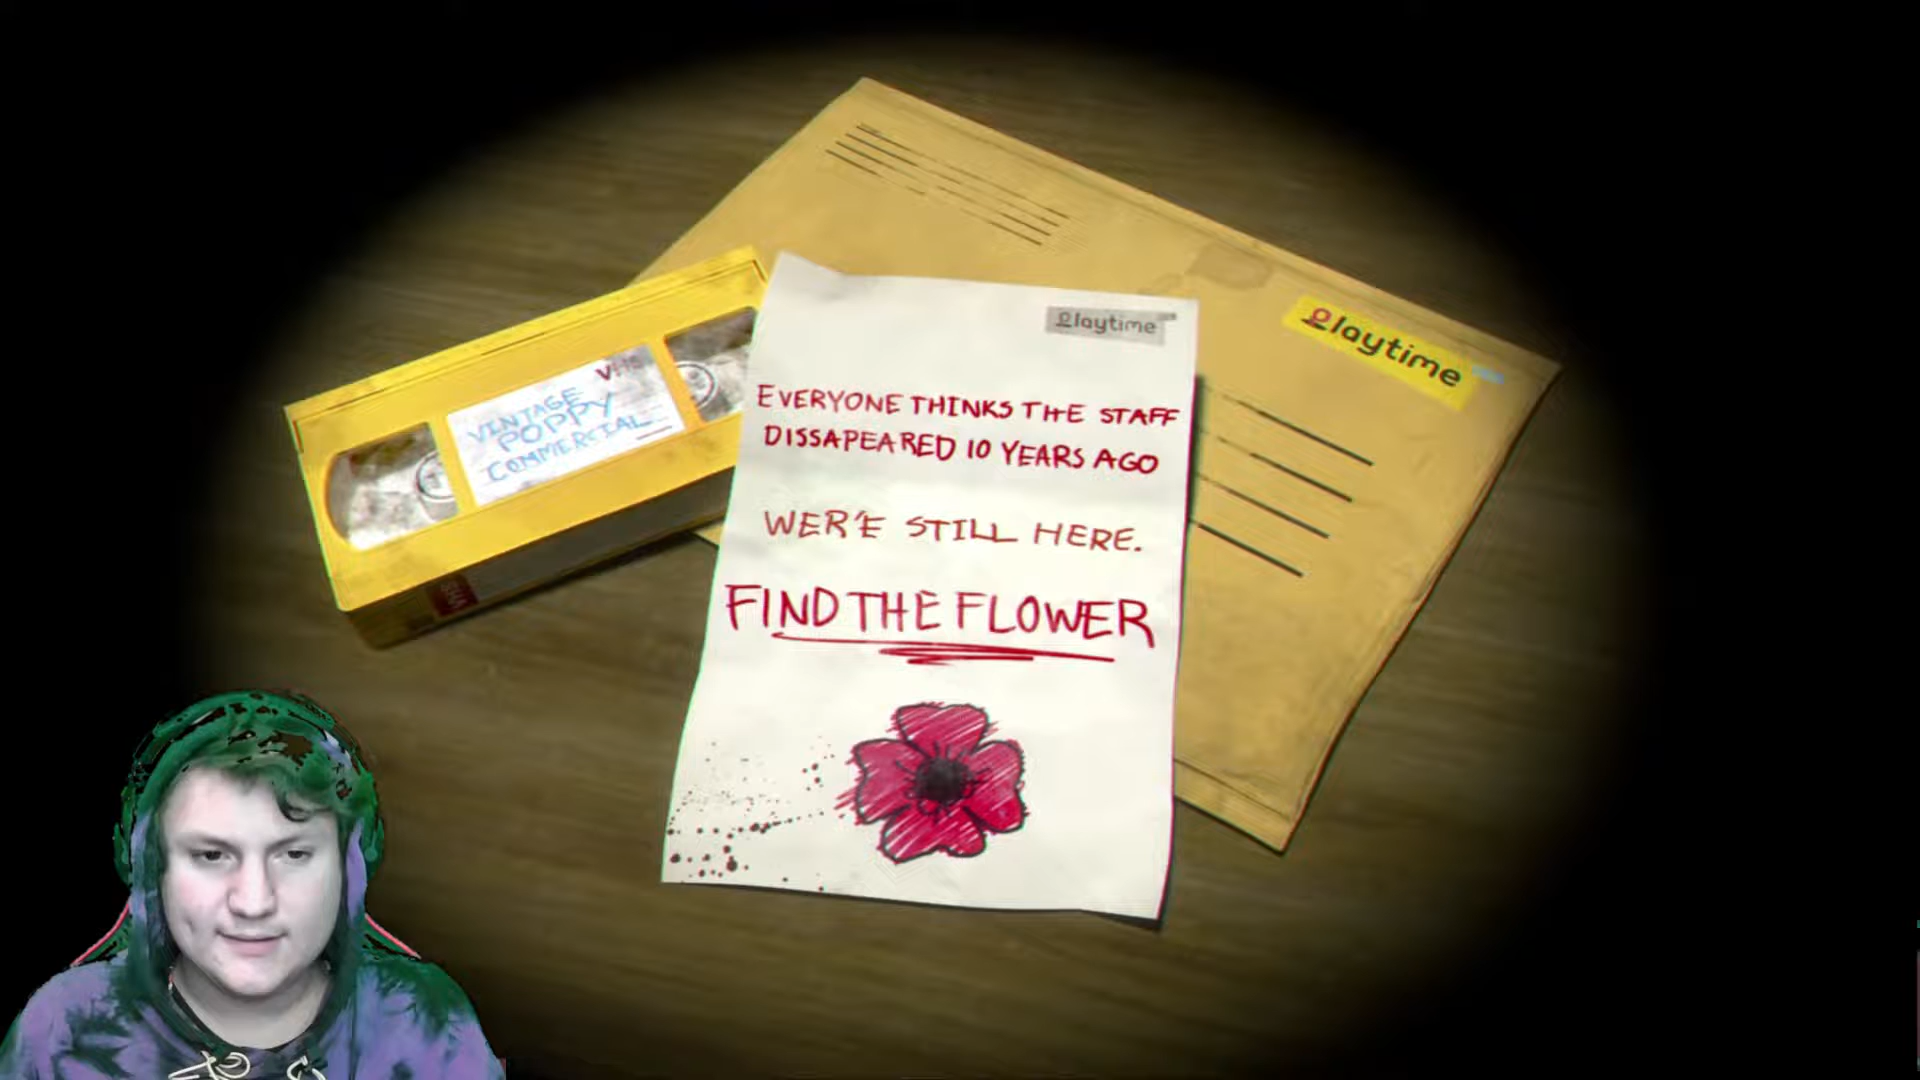 VHS
VINTAGE
POPPY
COMMERCIAL
Playtime
Playtime
EVERYONE THINKS THE STAFF
DISSAPEARED 10 YEARS AGO
WER'E STILL HERE.
FIND THE FLOWER